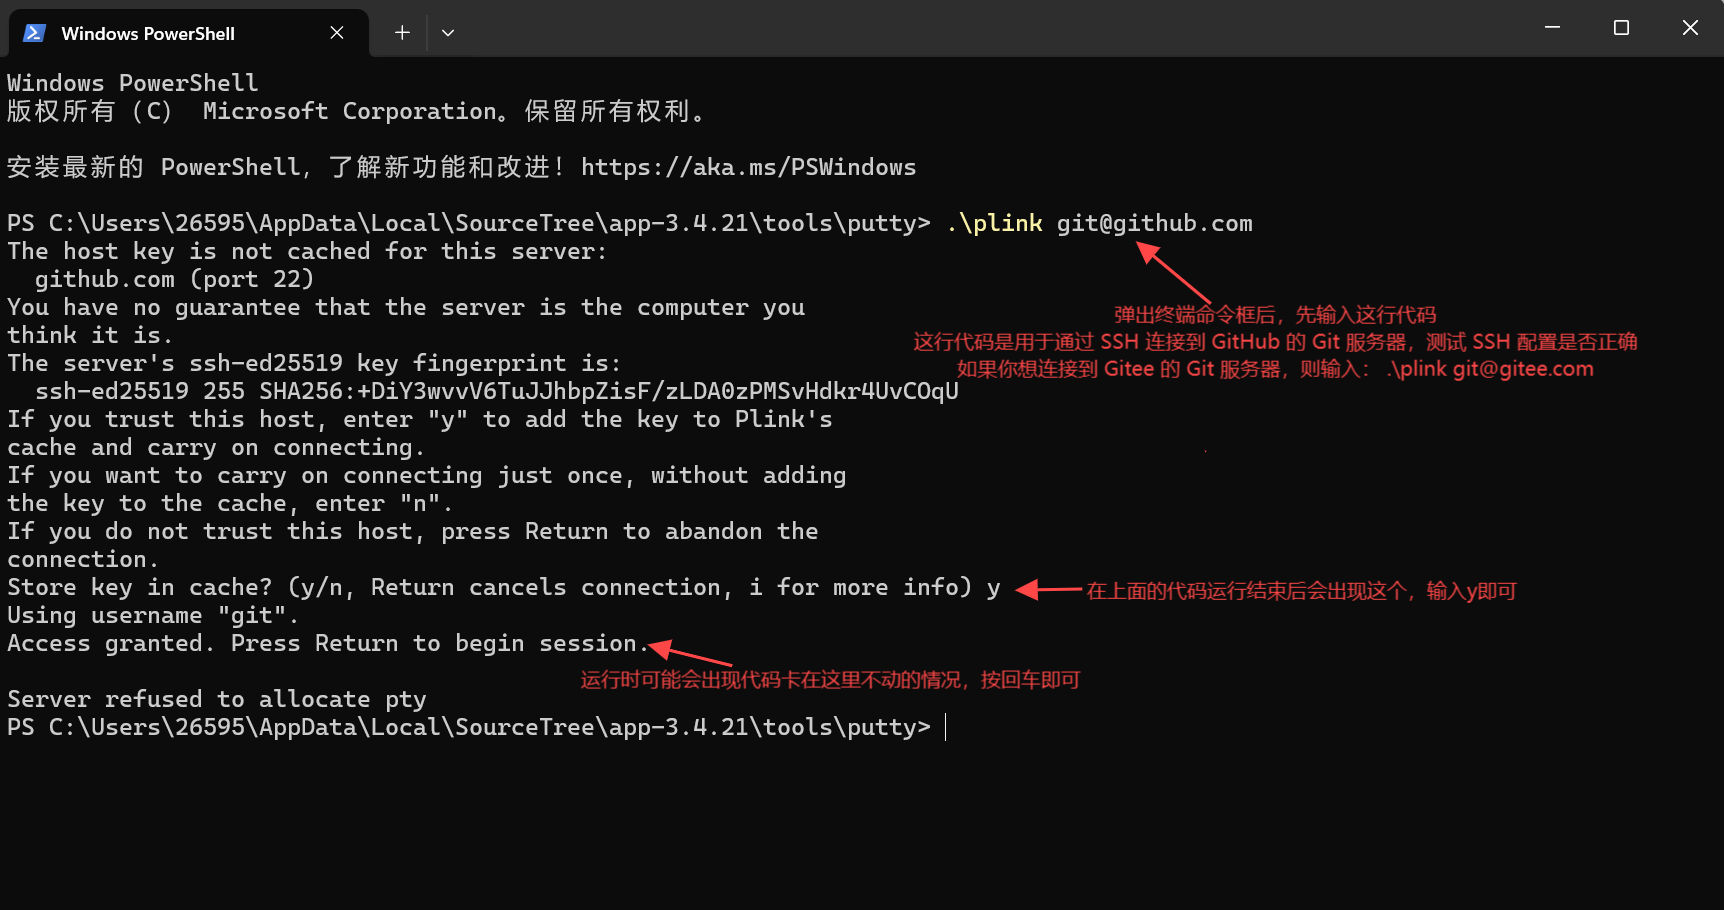 Windows PowerShell
Windows PowerShell
版权所有（C） Microsoft Corporation。保留所有权利。
安装最新的 PowerShell，了解新功能和改进！https://aka.ms/PSWindows
PS C:\Users\26595\AppData\Local\SourceTree\app-3.4.21\tools\putty> .\plink git@github.com
The host key is not cached for this server:
github.com (port 22)
You have no guarantee that the server is the computer you
弹出终端命令框后，先输入这行代码
think it is.
这行代码是用于通过 SSH 连接到 GitHub 的 Git 服务器，测试 SSH 配置是否正确
The server's ssh-ed25519 key fingerprint is:
如果你想连接到 Gitee 的 Git 服务器，则输入： .\plink git@gitee.com
ssh-ed25519 255 SHA256:+DiY3wvvV6TuJJhbpZisF/zLDA0zPMSvHdkr4UvCOqU
If you trust this host, enter "y" to add the key to Plink's
cache and carry on connecting.
If you want to carry on connecting just once, without adding
the key to the cache, enter "n".
If you do not trust this host, press Return to abandon the
connection.
Store key in cache? (y/n, Return cancels connection, i for more info) y
在上面的代码运行结束后会出现这个，输入y即可
Using username "git".
Access granted. Press Return to begin session.
运行时可能会出现代码卡在这里不动的情况，按回车即可
Server refused to allocate pty
PS C:\Users\26595\AppData\Local\SourceTree\app-3.4.21\tools\putty>